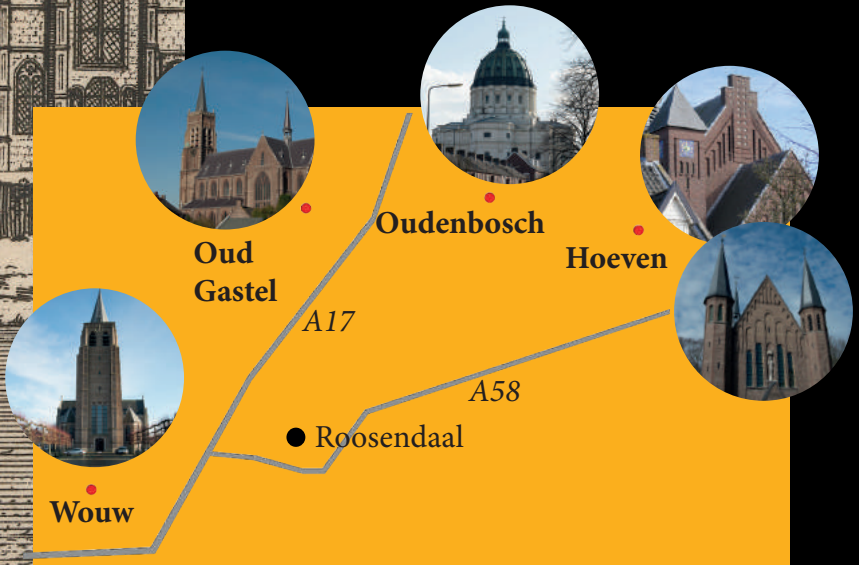 Oudenbosch
Oud
Gastel
Hoeven
A17
A58
Roosendaal
Wouw